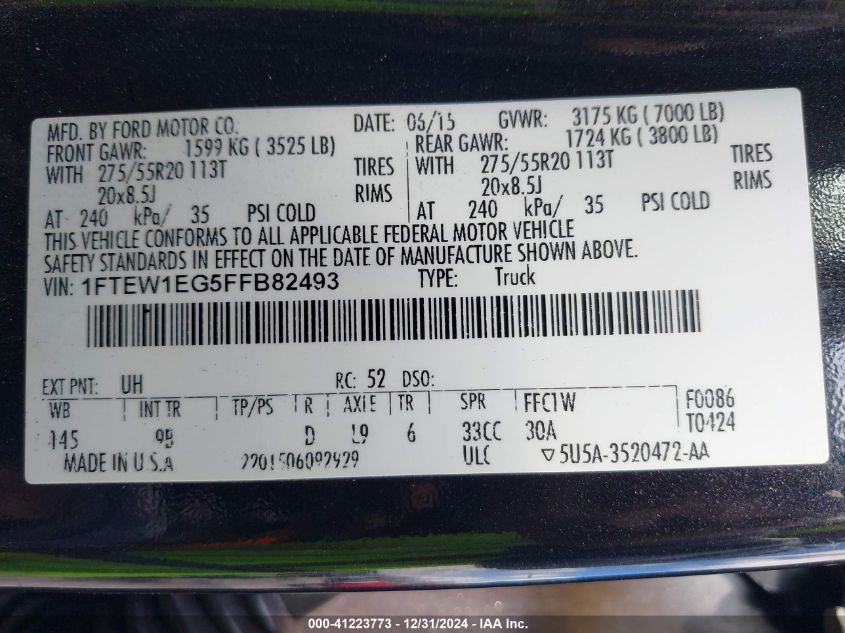 MFD. BY FORD MOTOR CO. DATE: 06/15 GVWR: 3175 KG ( 7000 LB)
FRONT GAWR: 1599 KG ( 3525 LB) REAR GAWR: 1724 KG ( 3800 LB)
WITH 275/55R20 113T TIRES WITH 275/55R20 113T TIRES
20x8.5J RIMS 20x8.5J RIMS
AT 240 kPa/ 35 PSI COLD AT 240 kPa/ 35 PSI COLD
THIS VEHICLE CONFORMS TO ALL APPLICABLE FEDERAL MOTOR VEHICLE
SAFETY STANDARDS IN EFFECT ON THE DATE OF MANUFACTURE SHOWN ABOVE.
VIN: 1FTEW1EG5FFB82493 TYPE: Truck
EXT PNT: UH RC: 52 DSO:
WB INT TR TP/PS R AXLE TR SPR FFC1W F0086
145 9B D L9 6 33CC 30A T0424
MADE IN U.S.A ULC ▽5U5A-3520472-AA
000-41223773 - 12/31/2024 - IAA Inc.